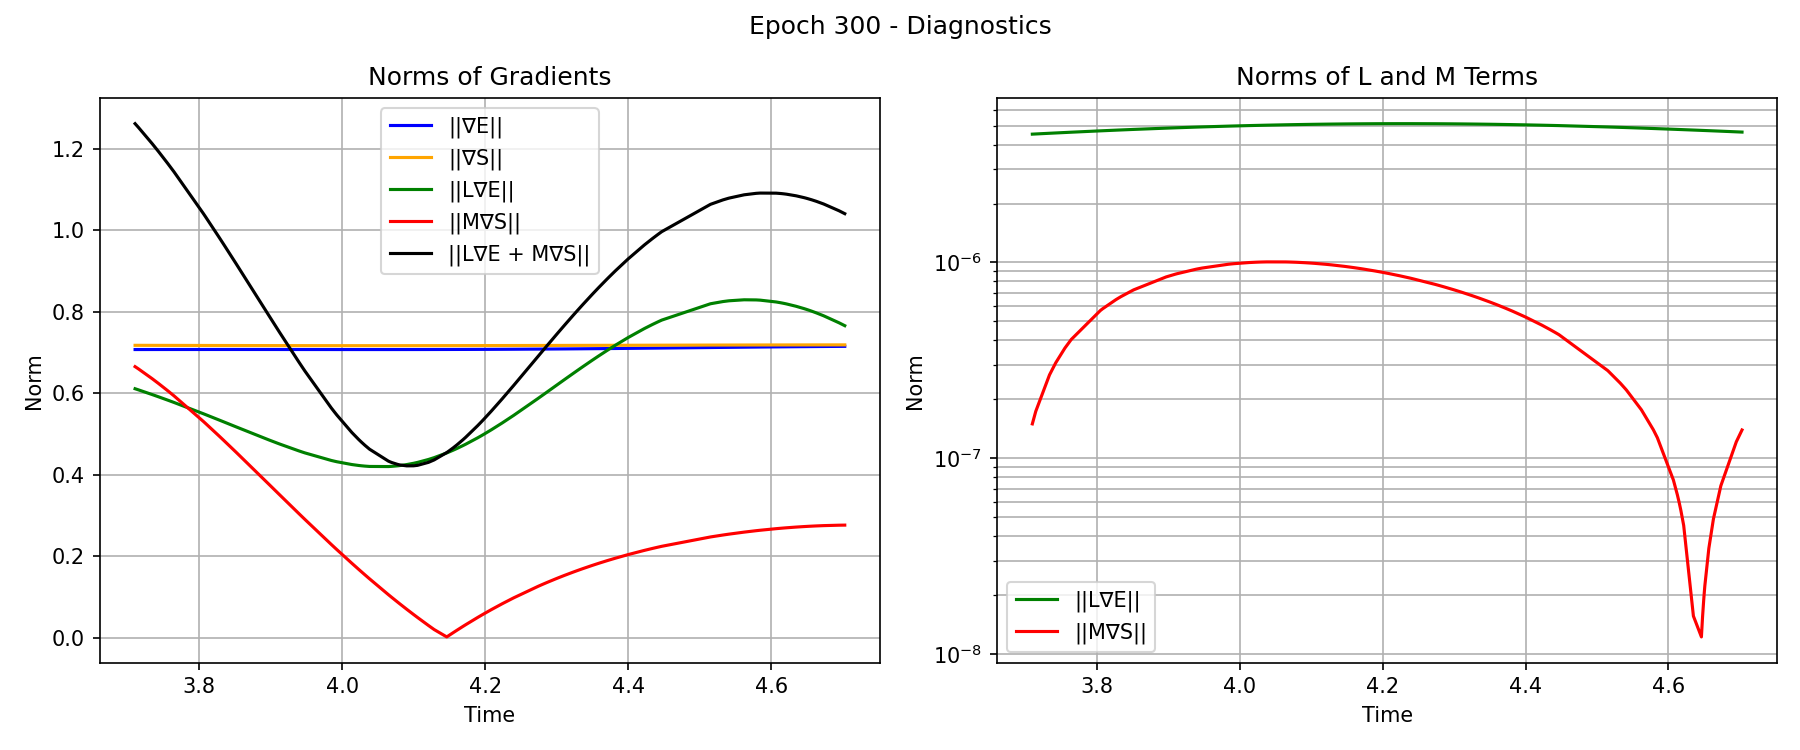 Epoch 300 - Diagnostics
Norms of Gradients
||∇E||
||∇S||
||L∇E||
||M∇S||
||L∇E + M∇S||
1.2
1.0
0.8
0.6
0.4
0.2
0.0
Norm
3.8
4.0
4.2
4.4
4.6
Time
Norms of L and M Terms
10⁻⁶
10⁻⁷
10⁻⁸
Norm
||L∇E||
||M∇S||
3.8
4.0
4.2
4.4
4.6
Time